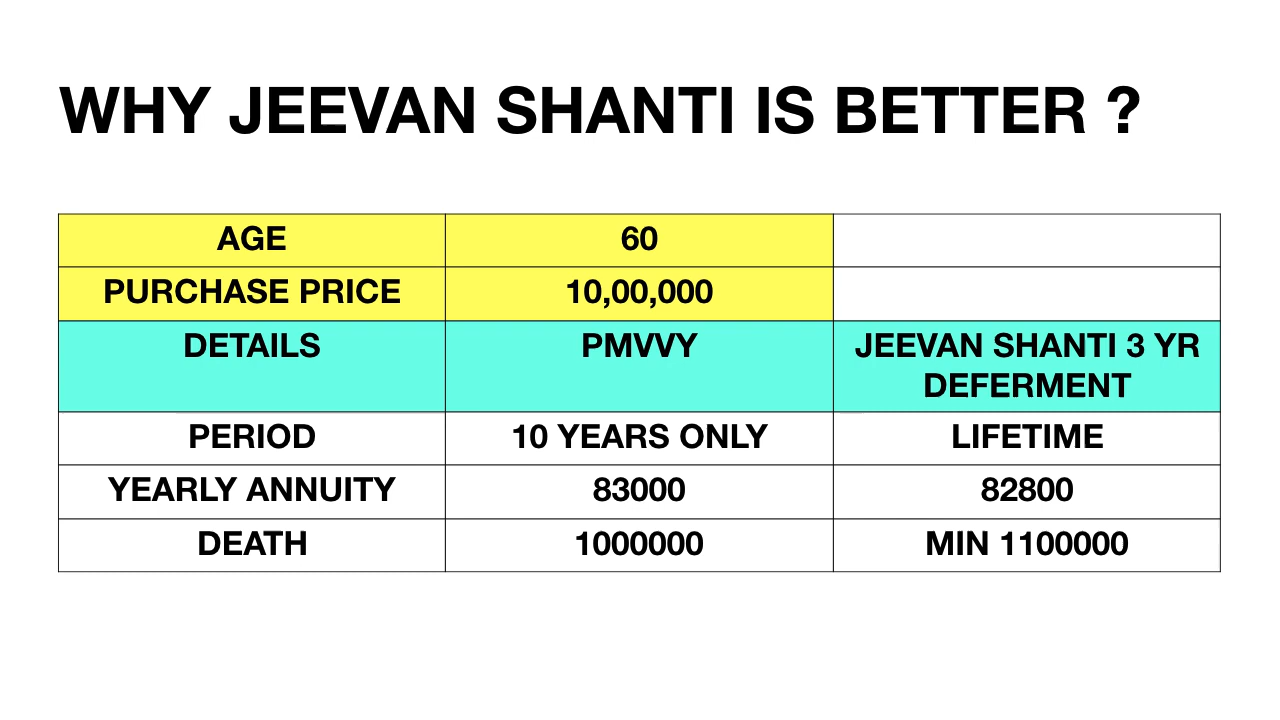 WHY JEEVAN SHANTI IS BETTER ?
AGE 60
PURCHASE PRICE 10,00,000
DETAILS PMVVY JEEVAN SHANTI 3 YR
DEFERMENT
PERIOD 10 YEARS ONLY LIFETIME
YEARLY ANNUITY 83000 82800
DEATH 1000000 MIN 1100000